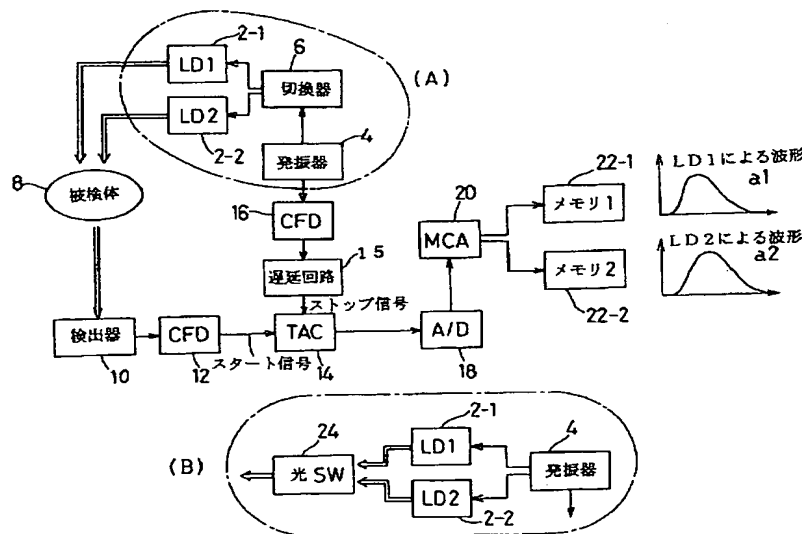 2-1
LD1
6
切換器
(A)
LD2
2-2
4
発振器
8
被検体
16
CFD
15
遅延回路
ストップ信号
検出器
10
CFD
12
スタート信号
TAC
14
A/D
18
20
MCA
22-1
メモリ1
メモリ2
22-2
LD1による波形
a1
LD2による波形
a2
(B)
24
光SW
2-1
LD1
LD2
2-2
4
発振器